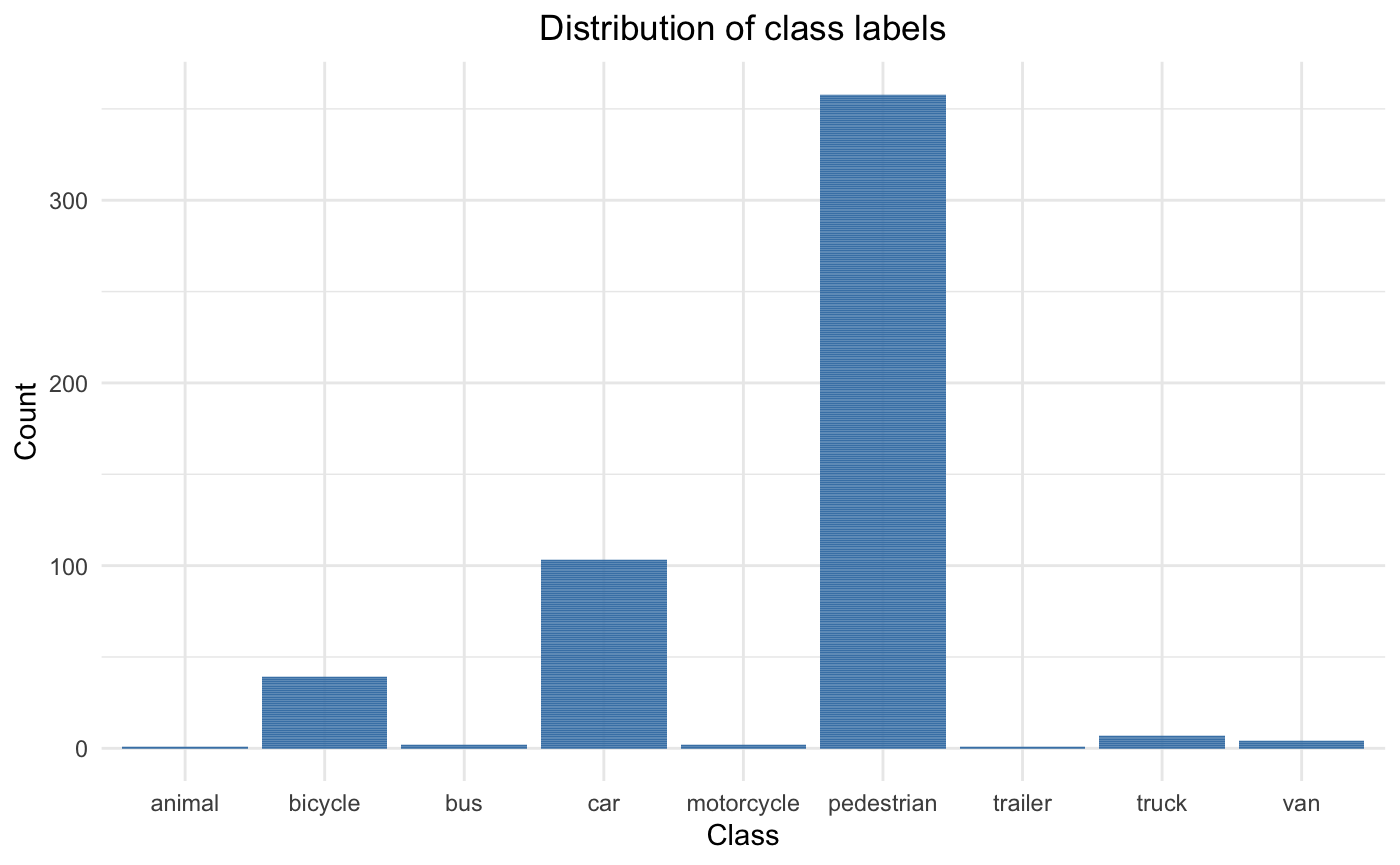 Distribution of class labels
Count
300
200
100
0
animal bicycle bus car motorcycle pedestrian trailer truck van
Class